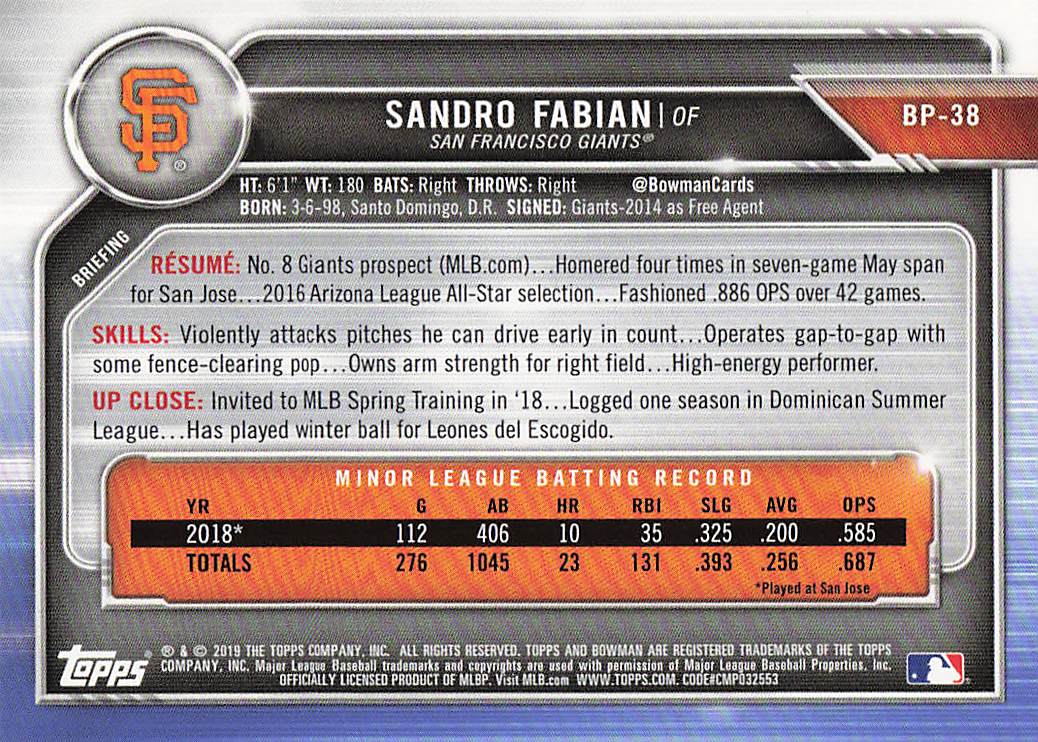 SF®
SANDRO FABIAN | OF
SAN FRANCISCO GIANTS®
BP-38
HT: 6'1" WT: 180 BATS: Right THROWS: Right @BowmanCards
BORN: 3-6-98, Santo Domingo, D.R. SIGNED: Giants-2014 as Free Agent
BRIEFING
RÉSUMÉ: No. 8 Giants prospect (MLB.com)...Homered four times in seven-game May span
for San Jose...2016 Arizona League All-Star selection...Fashioned .886 OPS over 42 games.
SKILLS: Violently attacks pitches he can drive early in count...Operates gap-to-gap with
some fence-clearing pop...Owns arm strength for right field...High-energy performer.
UP CLOSE: Invited to MLB Spring Training in '18...Logged one season in Dominican Summer
League...Has played winter ball for Leones del Escogido.
MINOR LEAGUE BATTING RECORD
YR G AB HR RBI SLG AVG OPS
2018* 112 406 10 35 .325 .200 .585
TOTALS 276 1045 23 131 .393 .256 .687
*Played at San Jose
Topps
® & © 2019 THE TOPPS COMPANY, INC. ALL RIGHTS RESERVED. TOPPS AND BOWMAN ARE REGISTERED TRADEMARKS OF THE TOPPS
COMPANY, INC. Major League Baseball trademarks and copyrights are used with permission of Major League Baseball Properties, Inc.
OFFICIALLY LICENSED PRODUCT OF MLBP. Visit MLB.com WWW.TOPPS.COM. CODE#CMP032553